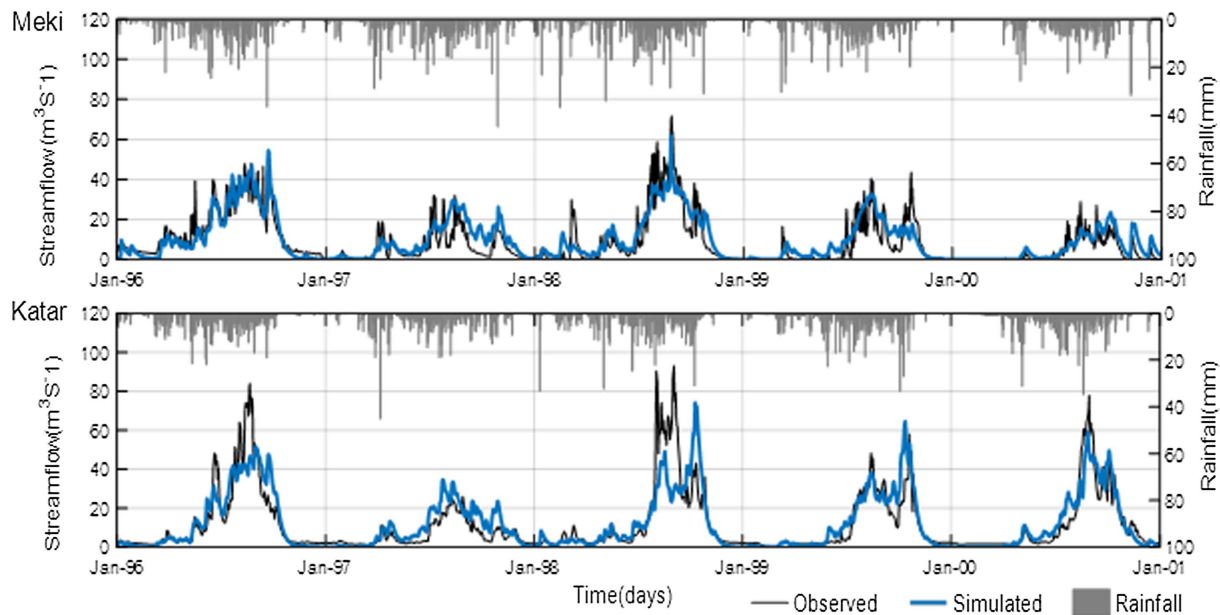 Meki
120
100
80
60
40
20
0
Streamflow (m³S⁻1)
0
20
40
60
80
100
Rainfall(mm)
Jan-96 Jan-97 Jan-98 Jan-99 Jan-00 Jan-01
Katar
120
100
80
60
40
20
0
Streamflow(m³S⁻1)
0
20
40
60
80
100
Rainfall(mm)
Jan-96 Jan-97 Jan-98 Jan-99 Jan-00 Jan-01
Time(days)
Observed Simulated Rainfall